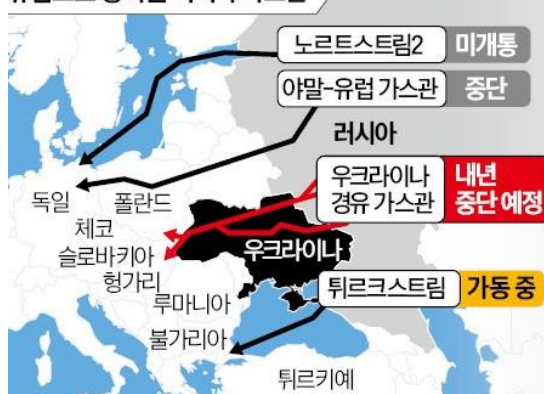 노르트스트림2 미개통
야말-유럽 가스관 중단
러시아
우크라이나 경유 가스관
내년 중단 예정
독일
폴란드
체코
슬로바키아
헝가리
우크라이나
루마니아
튀르크스트림 가동 중
불가리아
튀르키예